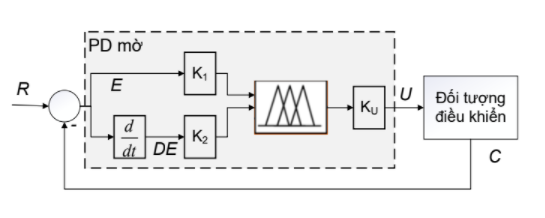 PD mờ
R
E
K1
-
d
dt
DE
K2
KU
U
Đối tượng
điều khiển
C